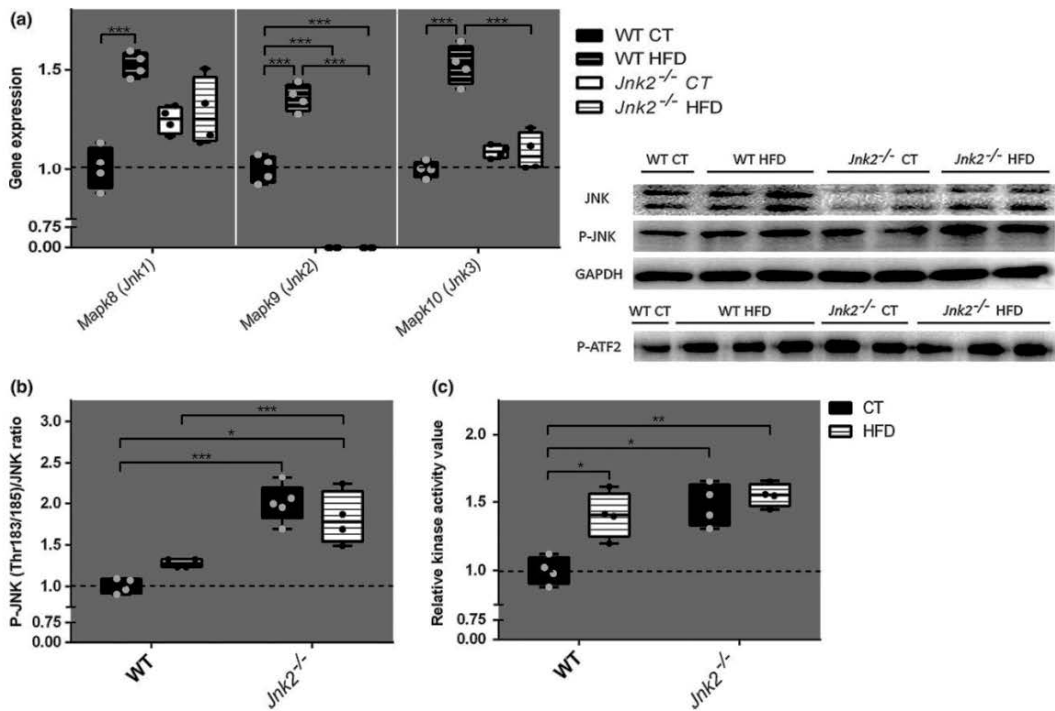 (a)
Gene expression
1.5
1.0
0.75
0.00
***
***
***
***
***
***
***
Mapk8 (Jnk1)
Mapk9 (Jnk2)
Mapk10 (Jnk3)
WT CT
WT HFD
Jnk2-/- CT
Jnk2-/- HFD
WT CT WT HFD Jnk2-/- CT Jnk2-/- HFD
JNK
P-JNK
GAPDH
WT CT WT HFD Jnk2-/- CT Jnk2-/- HFD
P-ATF2
(b)
P-JNK (Thr183/185)/JNK ratio
3.0
2.5
2.0
1.5
1.0
0.75
0.00
***
*
***
WT
Jnk2-/-
(c)
Relative kinase activity value
2.0
1.5
1.0
0.75
0.00
**
*
*
WT
Jnk2-/-
CT
HFD